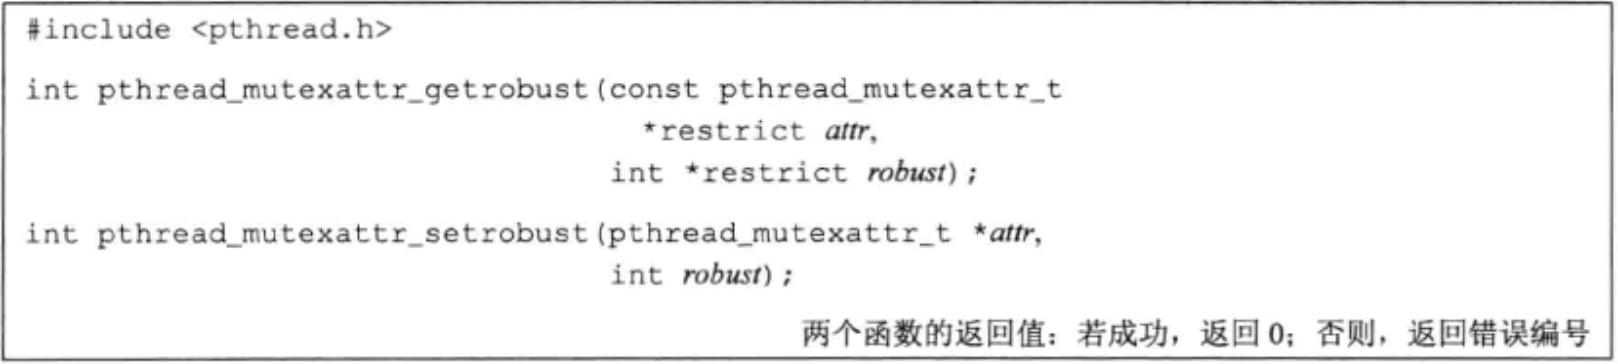 #include <pthread.h>
int pthread_mutexattr_getrobust(const pthread_mutexattr_t
*restrict attr,
int *restrict robust);
int pthread_mutexattr_setrobust(pthread_mutexattr_t *attr,
int robust);
两个函数的返回值：若成功，返回 0；否则，返回错误编号